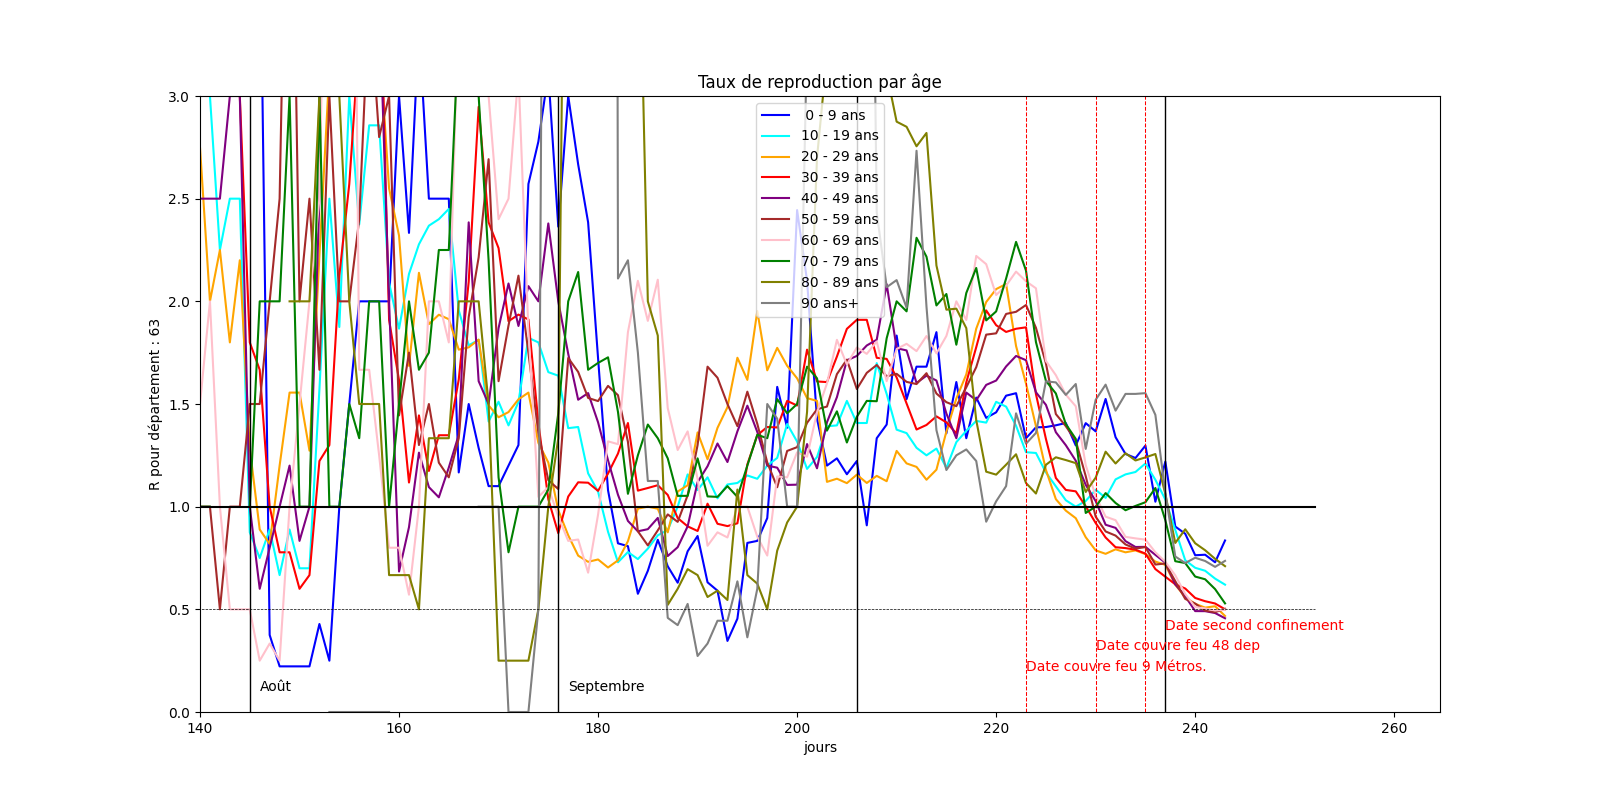 Taux de reproduction par âge
R pour département : 63
3.0
2.5
2.0
1.5
1.0
0.5
0.0
0 - 9 ans
10 - 19 ans
20 - 29 ans
30 - 39 ans
40 - 49 ans
50 - 59 ans
60 - 69 ans
70 - 79 ans
80 - 89 ans
90 ans+
Date second confinement
Date couvre feu 48 dep
Date couvre feu 9 Métros.
Août
Septembre
140
160
180
200
220
240
260
jours